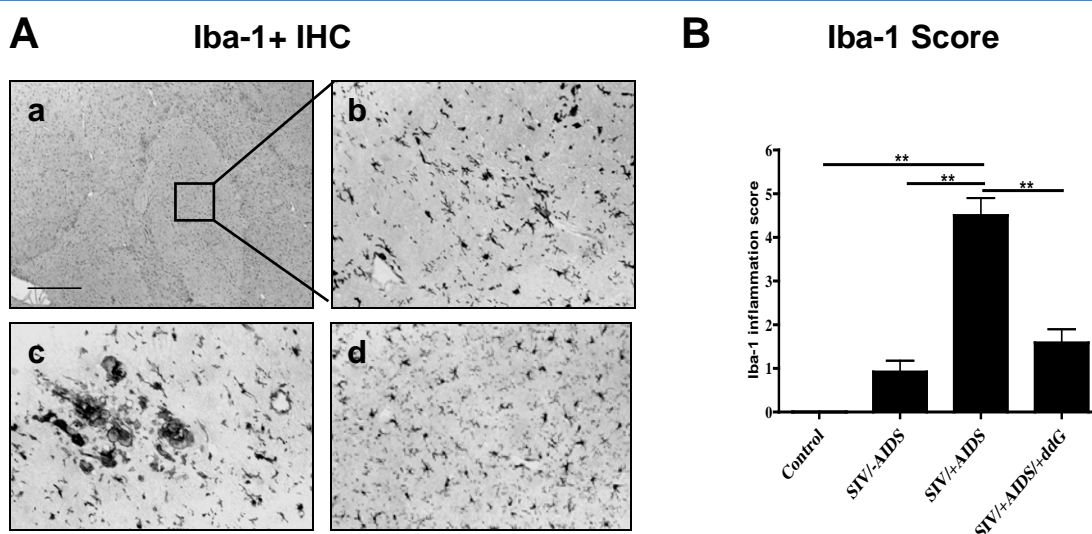 A
Iba-1+ IHC
B
Iba-1 Score
a
b
c
d
Iba-1 inflammation score
6
5
4
3
2
1
0
**
**
**
Control
SIV/-AIDS
SIV/+AIDS
SIV/+AIDS/+ddG